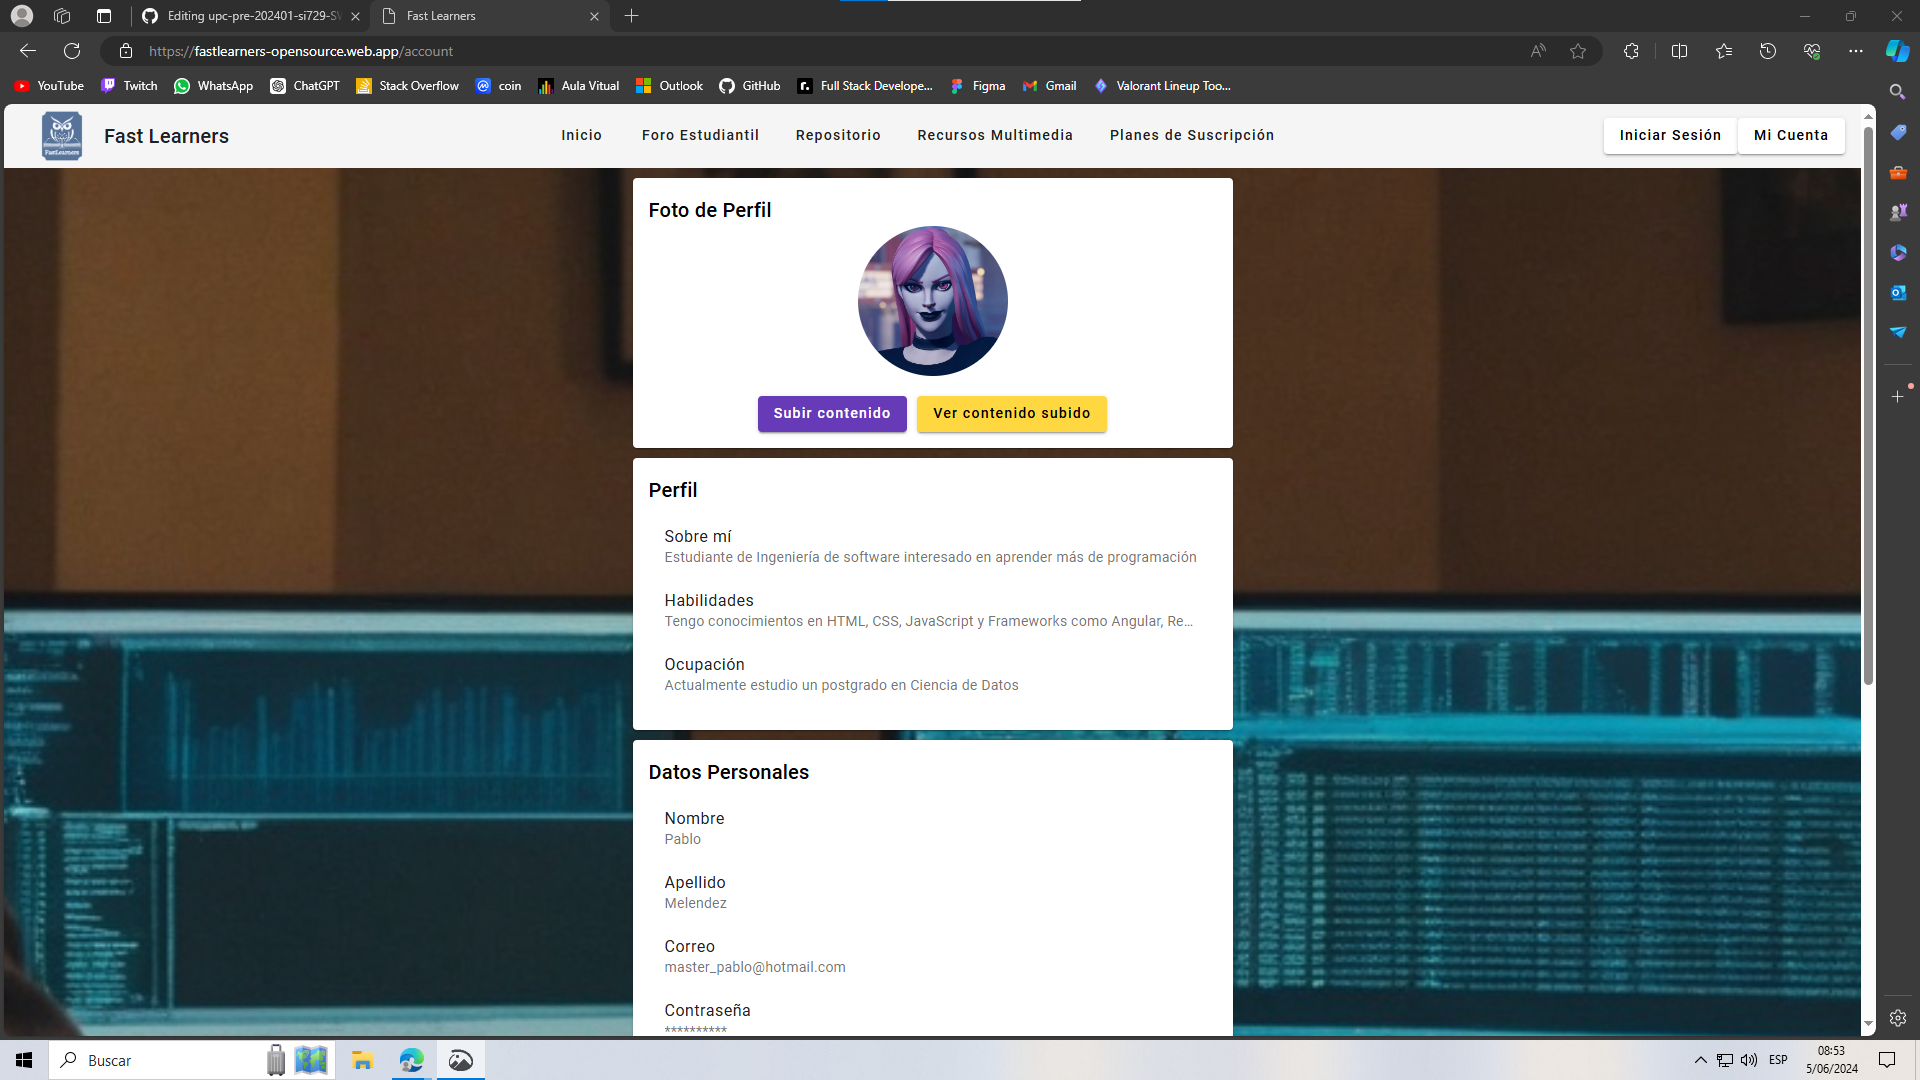 Editing upc-pre-202401-si729-SW
Fast Learners
https://fastlearners-opensource.web.app/account
YouTube
Twitch
WhatsApp
ChatGPT
Stack Overflow
coin
Aula Vitual
Outlook
GitHub
Full Stack Develope...
Figma
Gmail
Valorant Lineup Too...
FastLearners
Fast Learners
Inicio
Foro Estudiantil
Repositorio
Recursos Multimedia
Planes de Suscripción
Iniciar Sesión
Mi Cuenta
Foto de Perfil
Subir contenido
Ver contenido subido
Perfil
Sobre mí
Estudiante de Ingeniería de software interesado en aprender más de programación
Habilidades
Tengo conocimientos en HTML, CSS, JavaScript y Frameworks como Angular, Re...
Ocupación
Actualmente estudio un postgrado en Ciencia de Datos
Datos Personales
Nombre
Pablo
Apellido
Melendez
Correo
master_pablo@hotmail.com
Contraseña
**********
Buscar
ESP
08:53
5/06/2024